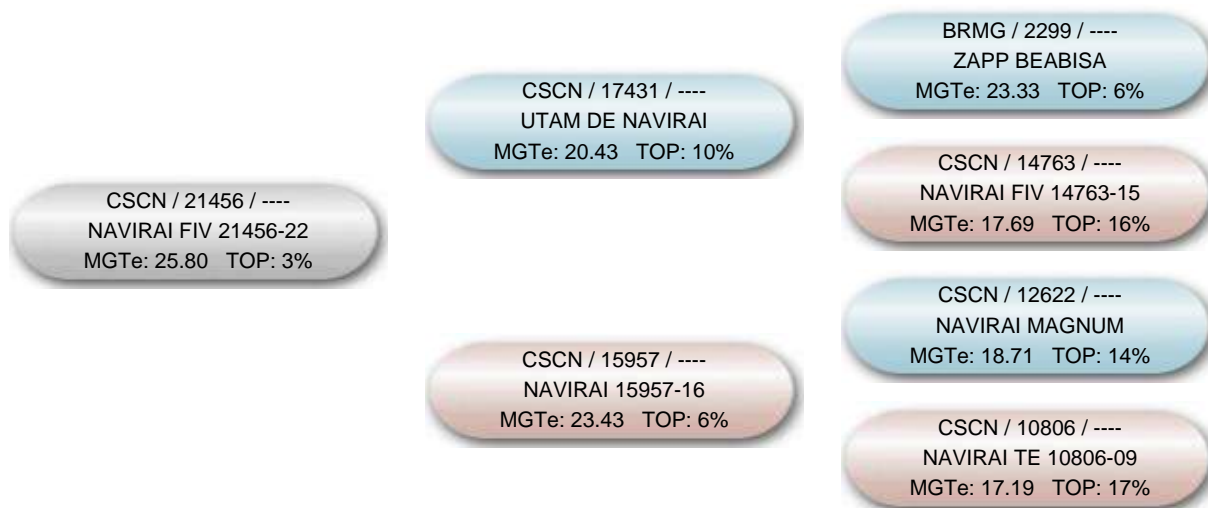 CSCN / 21456 / ----
NAVIRAI FIV 21456-22
MGTe: 25.80 TOP: 3%
CSCN / 17431 / ----
UTAM DE NAVIRAI
MGTe: 20.43 TOP: 10%
CSCN / 15957 / ----
NAVIRAI 15957-16
MGTe: 23.43 TOP: 6%
BRMG / 2299 / ----
ZAPP BEABISA
MGTe: 23.33 TOP: 6%
CSCN / 14763 / ----
NAVIRAI FIV 14763-15
MGTe: 17.69 TOP: 16%
CSCN / 12622 / ----
NAVIRAI MAGNUM
MGTe: 18.71 TOP: 14%
CSCN / 10806 / ----
NAVIRAI TE 10806-09
MGTe: 17.19 TOP: 17%